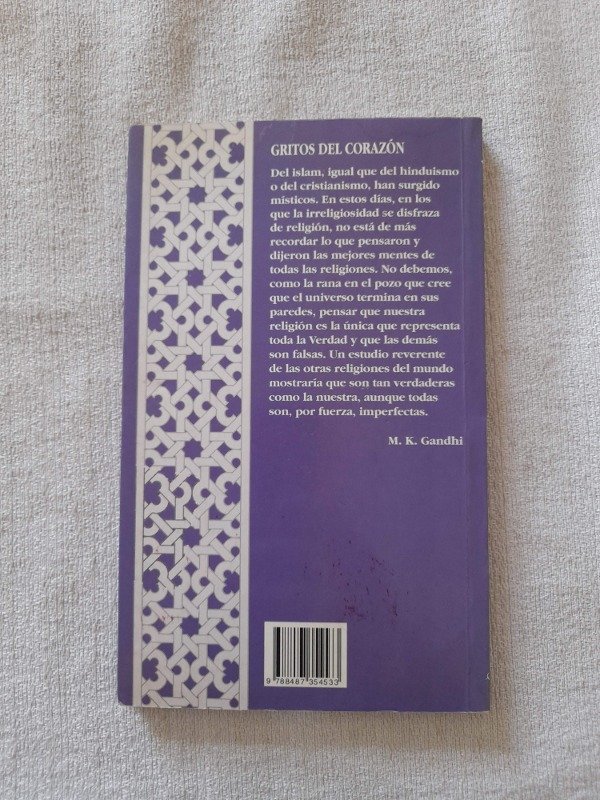 GRITOS DEL CORAZÓN
Del islam, igual que del hinduismo
o del cristianismo, han surgido
místicos. En estos días, en los
que la irreligiosidad se disfraza
de religión, no está de más
recordar lo que pensaron y
dijeron las mejores mentes de
todas las religiones. No debemos,
como la rana en el pozo que cree
que el universo termina en sus
paredes, pensar que nuestra
religión es la única que representa
toda la Verdad y que las demás
son falsas. Un estudio reverente
de las otras religiones del mundo
mostraría que son tan verdaderas
como la nuestra, aunque todas
son, por fuerza, imperfectas.
M. K. Gandhi
9 788487 354533